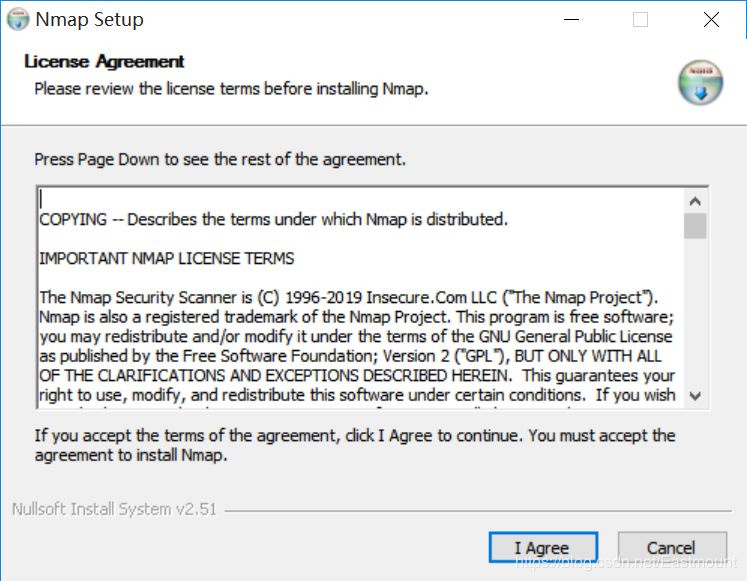 Nmap Setup
License Agreement
Please review the license terms before installing Nmap.
Press Page Down to see the rest of the agreement.
COPYING -- Describes the terms under which Nmap is distributed.
IMPORTANT NMAP LICENSE TERMS
The Nmap Security Scanner is (C) 1996-2019 Insecure.Com LLC ("The Nmap Project").
Nmap is also a registered trademark of the Nmap Project. This program is free software;
you may redistribute and/or modify it under the terms of the GNU General Public License
as published by the Free Software Foundation; Version 2 ("GPL"), BUT ONLY WITH ALL
OF THE CLARIFICATIONS AND EXCEPTIONS DESCRIBED HEREIN.  This guarantees your
right to use, modify, and redistribute this software under certain conditions.  If you wish
If you accept the terms of the agreement, click I Agree to continue. You must accept the
agreement to install Nmap.
Nullsoft Install System v2.51
I Agree
Cancel
https://blog.csdn.net/Eastmount